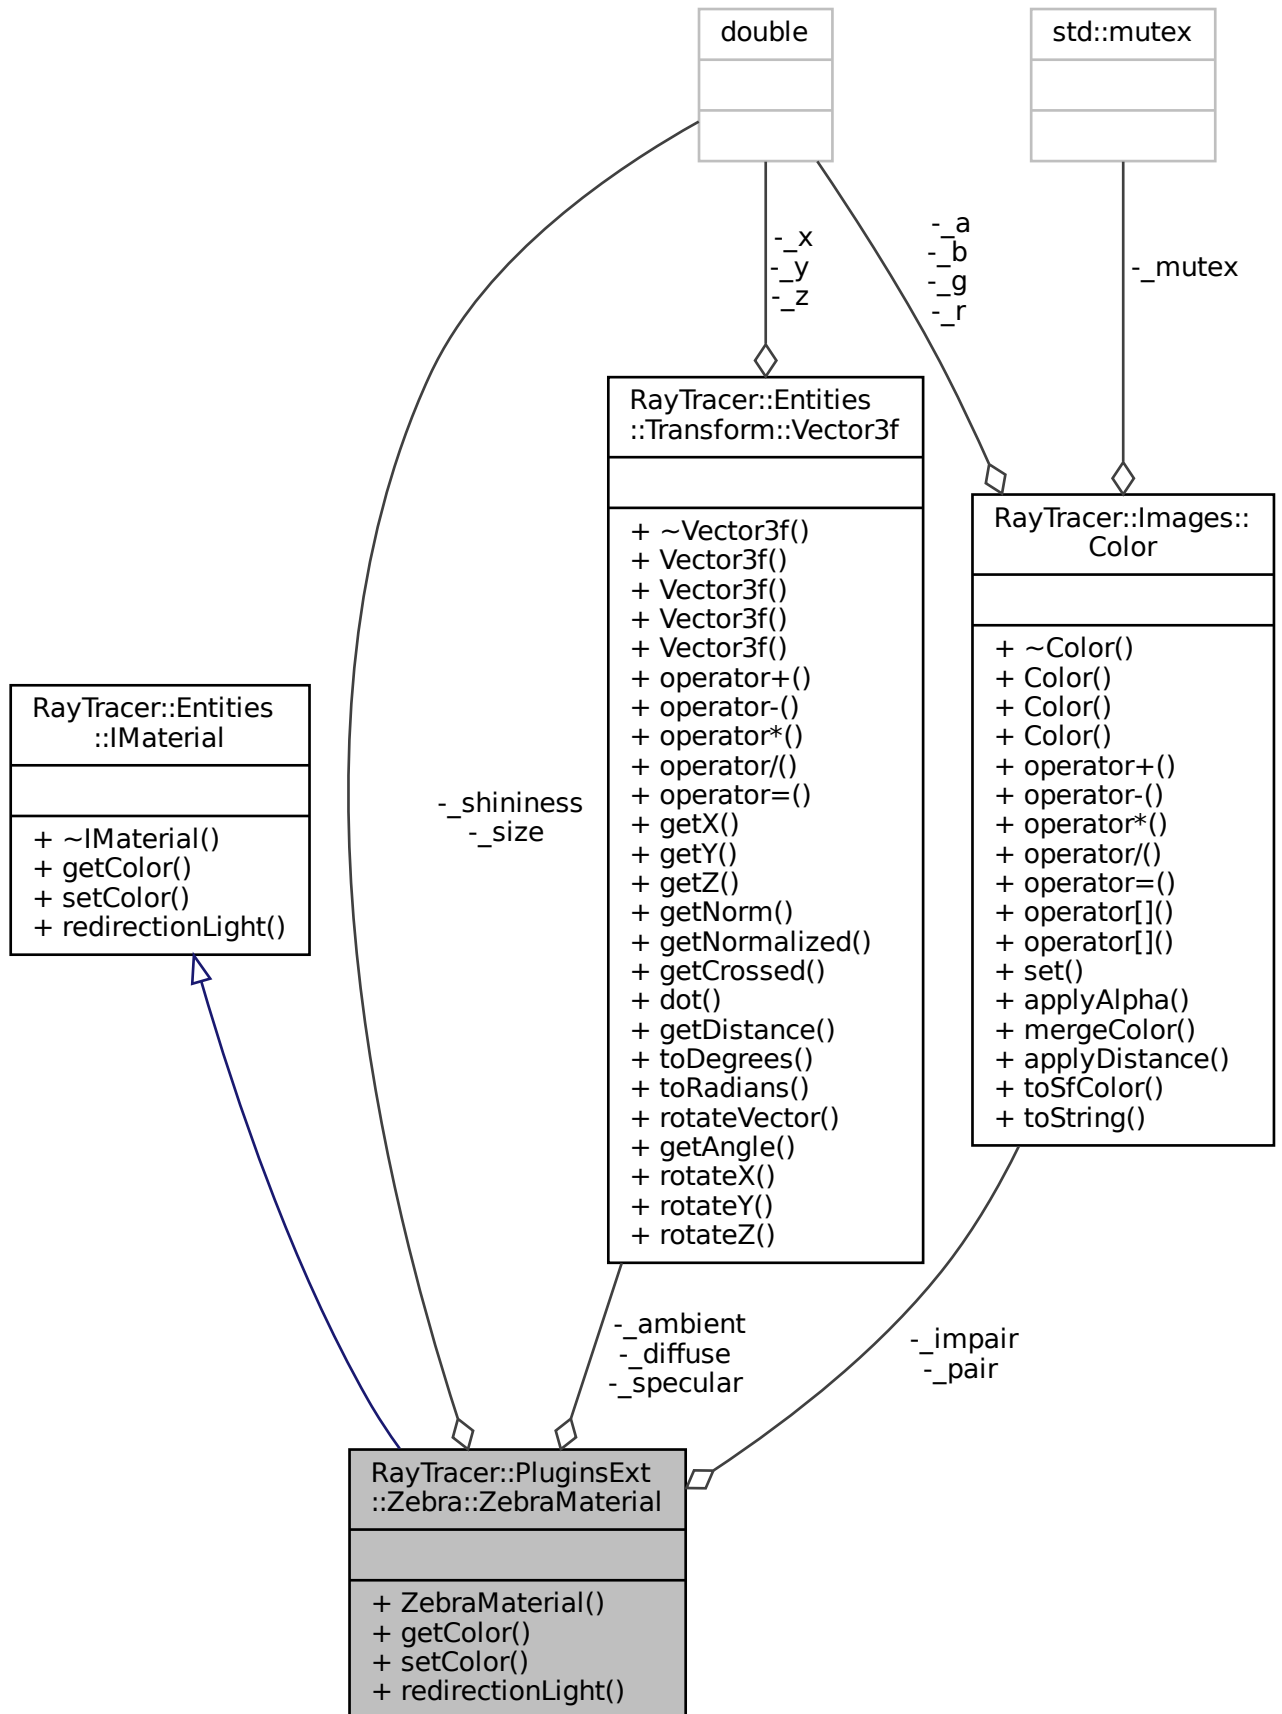 double
std::mutex
-_x
-_y
-_z
-_a
-_b
-_g
-_r
-_mutex
RayTracer::Entities
::Transform::Vector3f
+ ~Vector3f()
+ Vector3f()
+ Vector3f()
+ Vector3f()
+ Vector3f()
+ operator+()
+ operator-()
+ operator*()
+ operator/()
+ operator=()
+ getX()
+ getY()
+ getZ()
+ getNorm()
+ getNormalized()
+ getCrossed()
+ dot()
+ getDistance()
+ toDegrees()
+ toRadians()
+ rotateVector()
+ getAngle()
+ rotateX()
+ rotateY()
+ rotateZ()
RayTracer::Images::
Color
+ ~Color()
+ Color()
+ Color()
+ Color()
+ operator+()
+ operator-()
+ operator*()
+ operator/()
+ operator=()
+ operator[]()
+ operator[]()
+ set()
+ applyAlpha()
+ mergeColor()
+ applyDistance()
+ toSfColor()
+ toString()
RayTracer::Entities
::IMaterial
+ ~IMaterial()
+ getColor()
+ setColor()
+ redirectionLight()
-_shininess
-_size
-_ambient
-_diffuse
-_specular
-_impair
-_pair
RayTracer::PluginsExt
::Zebra::ZebraMaterial
+ ZebraMaterial()
+ getColor()
+ setColor()
+ redirectionLight()